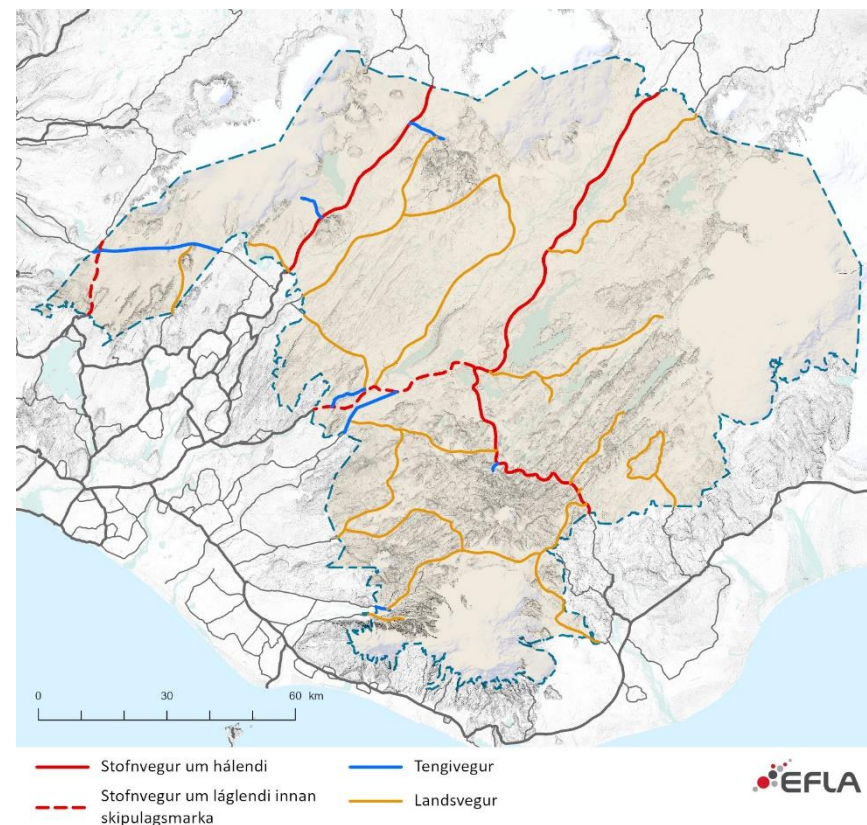 0 30 60 km
Stofnvegur um hálendi
Stofnvegur um láglendi innan
skipulagsmarka
Tengivegur
Landsvegur
EFLA